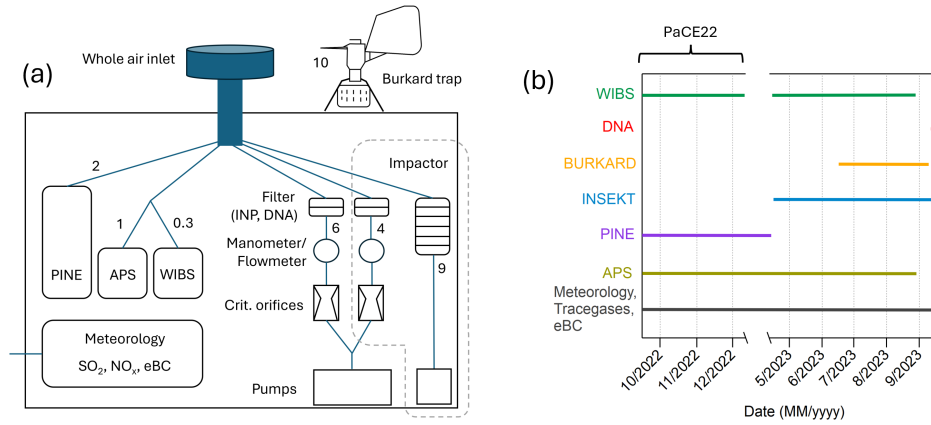 (a)
Whole air inlet
10
Burkard trap
2
Impactor
Filter
(INP, DNA)
1
0.3
6
4
Manometer/
Flowmeter
9
PINE
APS
WIBS
Crit. orifices
Meteorology
SO2, NOx, eBC
Pumps
(b)
PaCE22
WIBS
DNA
BURKARD
INSEKT
PINE
APS
Meteorology,
Tracegases,
eBC
10/2022
11/2022
12/2022
5/2023
6/2023
7/2023
8/2023
9/2023
Date (MM/yyyy)